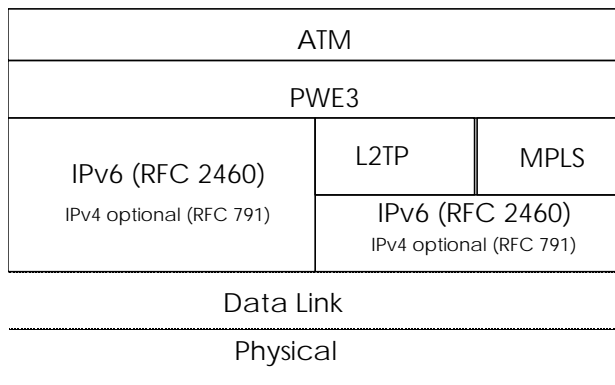 ATM
PWE3
IPv6 (RFC 2460)
IPv4 optional (RFC 791)
L2TP
MPLS
IPv6 (RFC 2460)
IPv4 optional (RFC 791)
Data Link
Physical